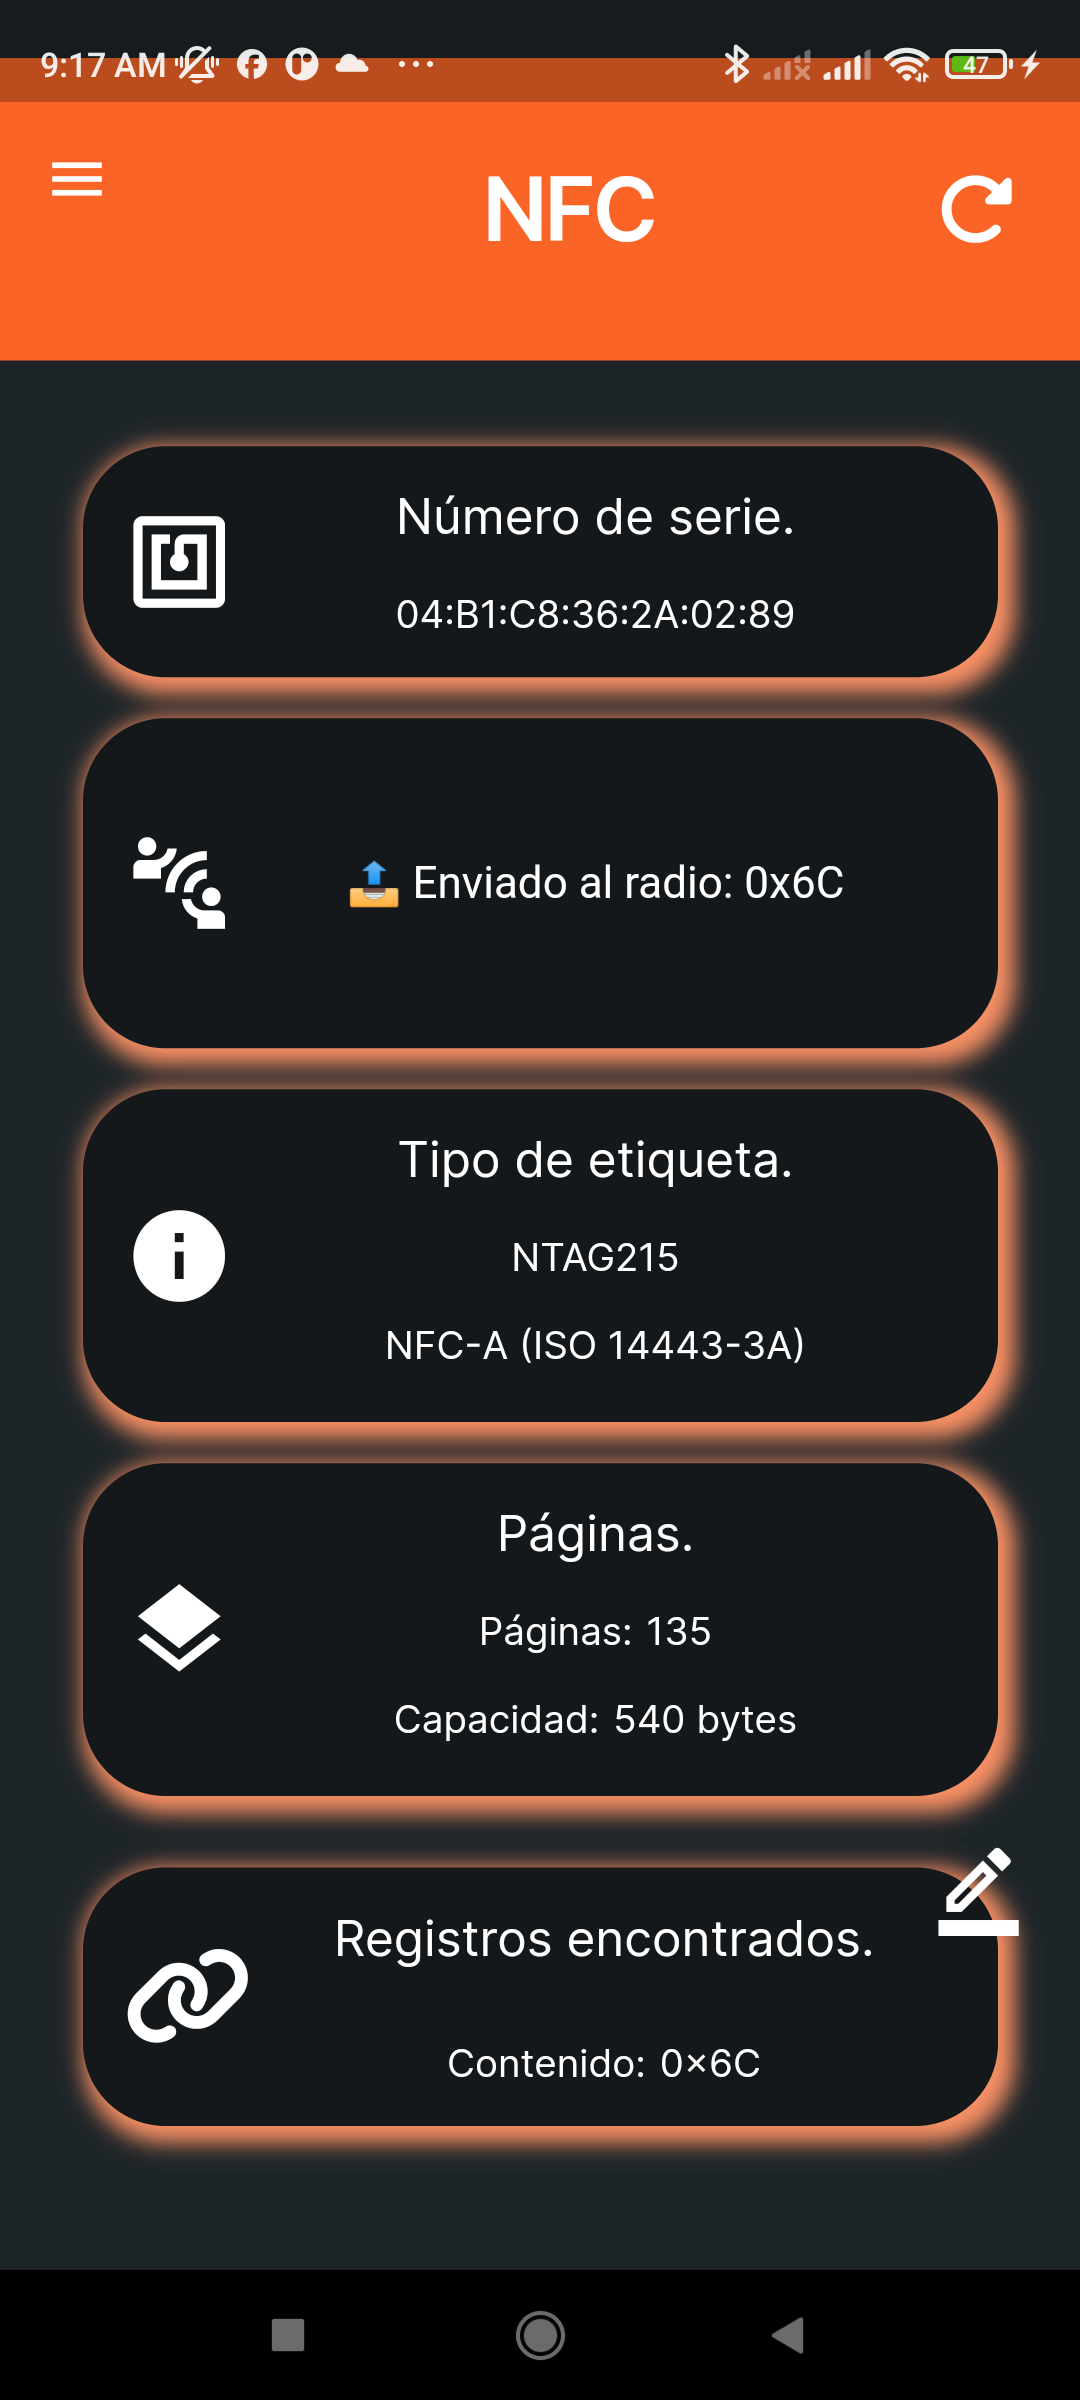 9:17 AM
47
NFC
Número de serie.
04:B1:C8:36:2A:02:89
Enviado al radio: 0x6C
Tipo de etiqueta.
NTAG215
NFC-A (ISO 14443-3A)
Páginas.
Páginas: 135
Capacidad: 540 bytes
Registros encontrados.
Contenido: 0×6C